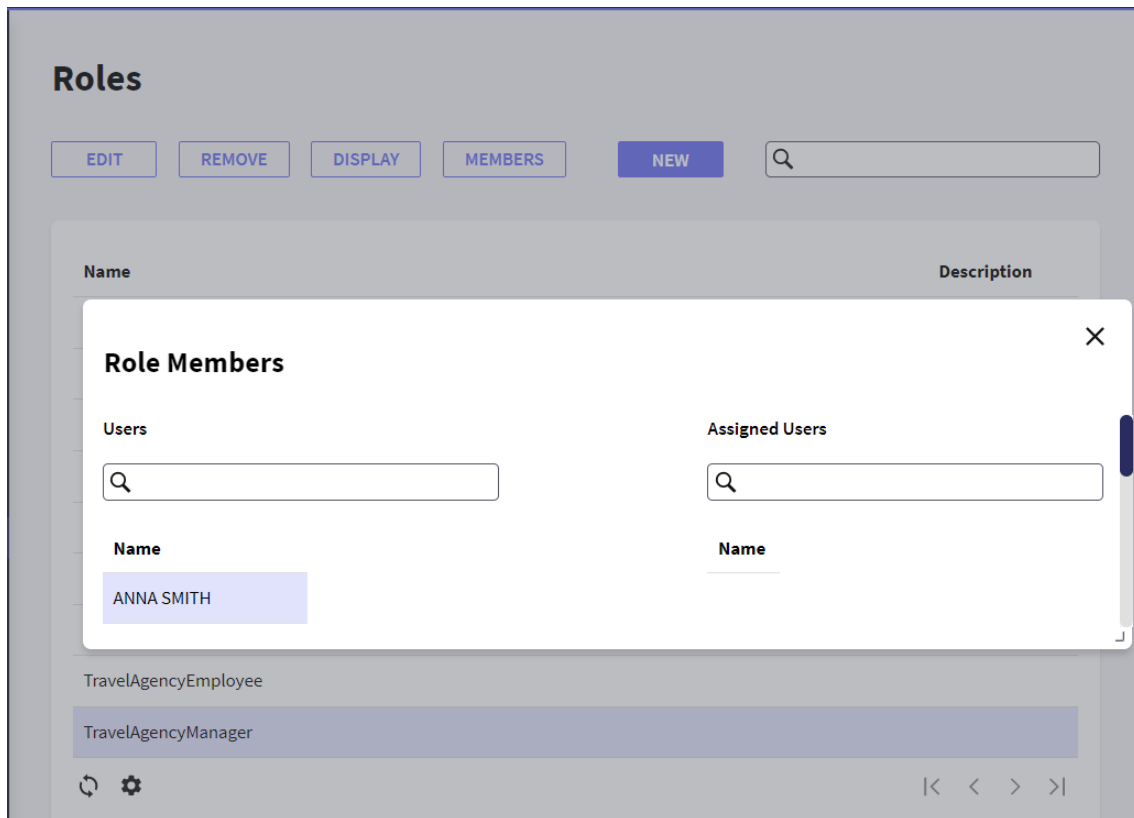 Roles
EDIT REMOVE DISPLAY MEMBERS NEW
Name Description
Role Members
Users Assigned Users
Name Name
ANNA SMITH
TravelAgencyEmployee
TravelAgencyManager